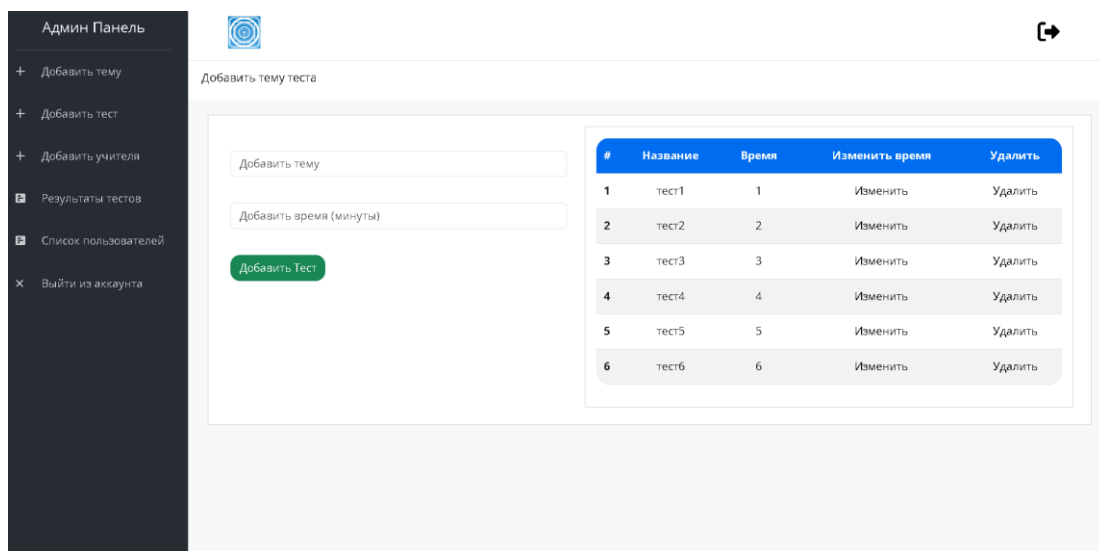 Админ Панель
+ Добавить тему
+ Добавить тест
+ Добавить учителя
Результаты тестов
Список пользователей
× Выйти из аккаунта
Добавить тему теста
Добавить тему
Добавить время (минуты)
Добавить Тест
# Название Время Изменить время Удалить
1 тест1 1 Изменить Удалить
2 тест2 2 Изменить Удалить
3 тест3 3 Изменить Удалить
4 тест4 4 Изменить Удалить
5 тест5 5 Изменить Удалить
6 тест6 6 Изменить Удалить